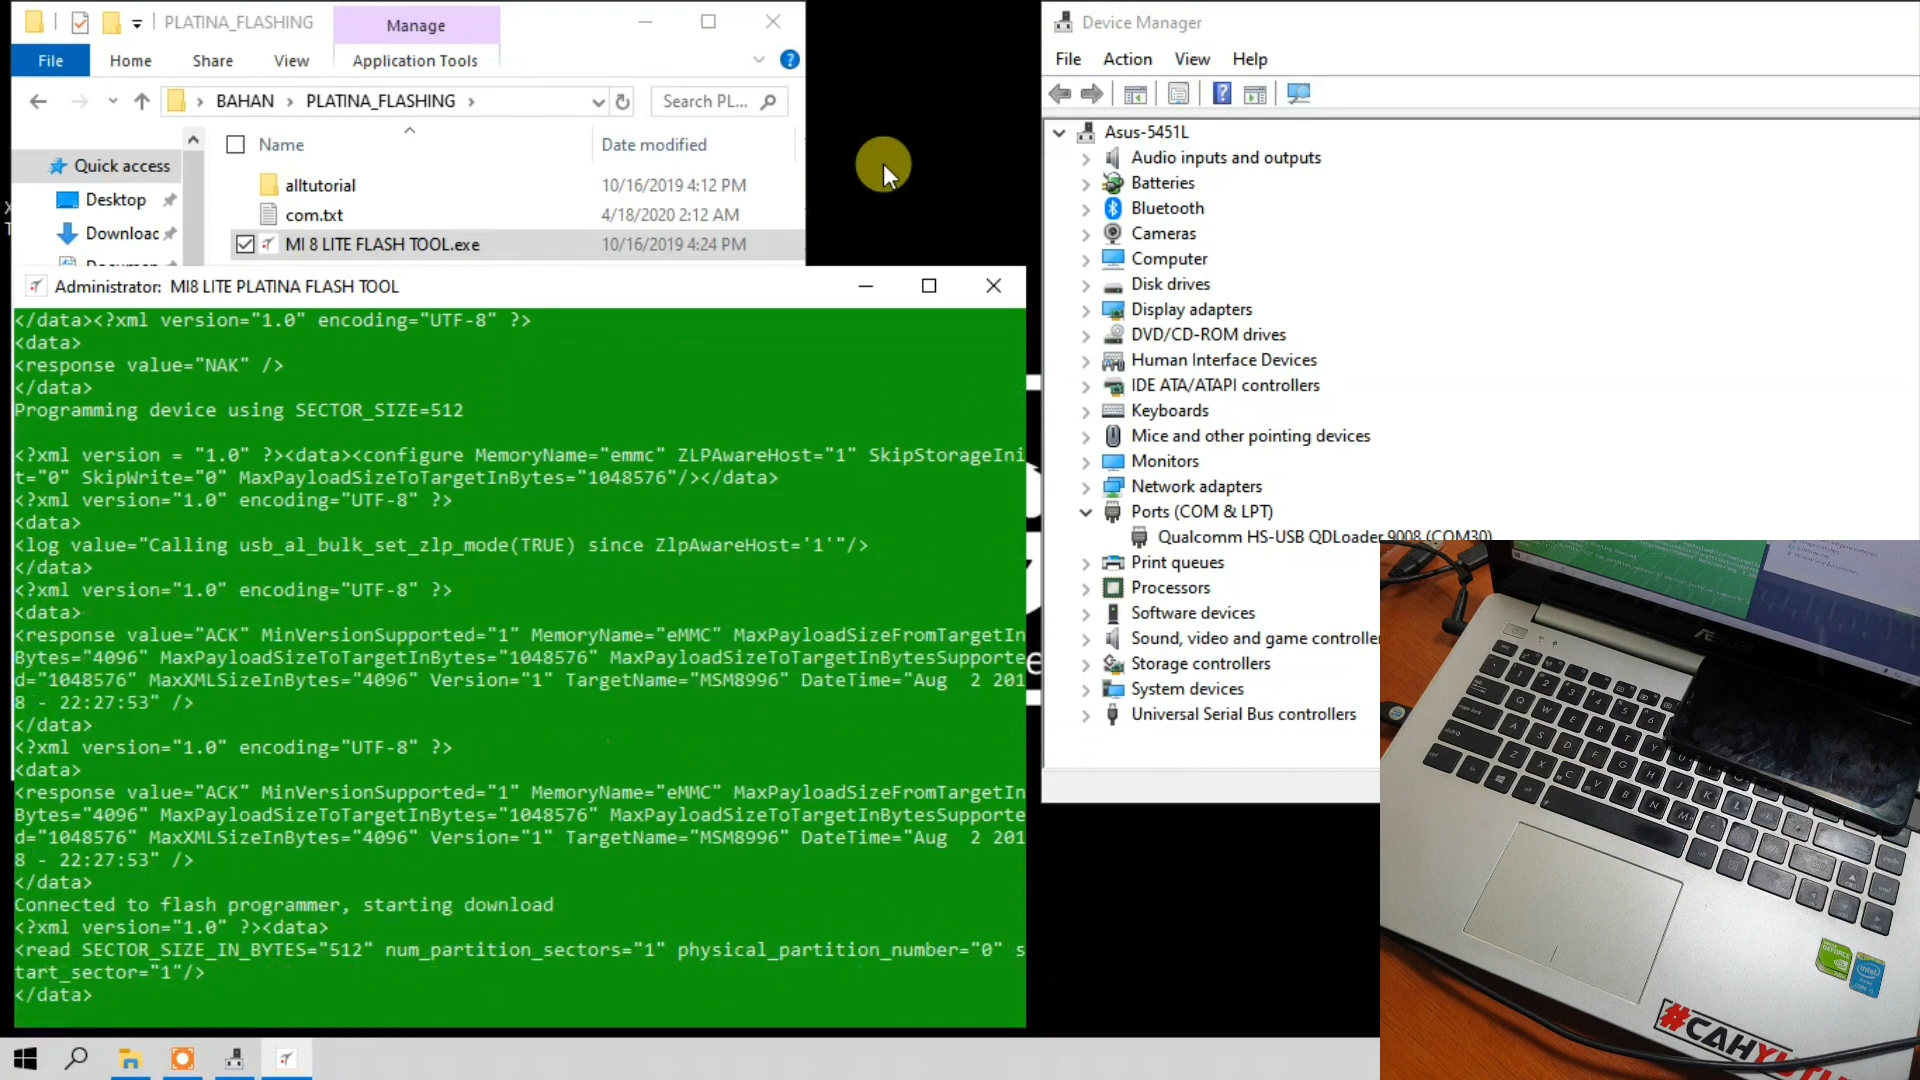 PLATINA_FLASHING
Manage
File
Home
Share
View
Application Tools
BAHAN
PLATINA_FLASHING
Search PL...
Name
Date modified
Quick access
Desktop
Downloac
alltutorial
10/16/2019 4:12 PM
com.txt
4/18/2020 2:12 AM
MI 8 LITE FLASH TOOL.exe
10/16/2019 4:24 PM
Administrator: MI8 LITE PLATINA FLASH TOOL
</data><?xml version="1.0" encoding="UTF-8" ?>
<data>
<response value="NAK" />
</data>
Programming device using SECTOR_SIZE=512
<?xml version = "1.0" ?><data><configure MemoryName="emmc" ZLPAwareHost="1" SkipStorageIni
t="0" SkipWrite="0" MaxPayloadSizeToTargetInBytes="1048576"/></data>
<?xml version="1.0" encoding="UTF-8" ?>
<data>
<log value="Calling usb_al_bulk_set_zlp_mode(TRUE) since ZlpAwareHost='1'"/>
</data>
<?xml version="1.0" encoding="UTF-8" ?>
<data>
<response value="ACK" MinVersionSupported="1" MemoryName="eMMC" MaxPayloadSizeFromTargetIn
Bytes="4096" MaxPayloadSizeToTargetInBytes="1048576" MaxPayloadSizeToTargetInBytesSupporte
d="1048576" MaxXMLSizeInBytes="4096" Version="1" TargetName="MSM8996" DateTime="Aug  2 201
8 - 22:27:53" />
</data>
<?xml version="1.0" encoding="UTF-8" ?>
<data>
<response value="ACK" MinVersionSupported="1" MemoryName="eMMC" MaxPayloadSizeFromTargetIn
Bytes="4096" MaxPayloadSizeToTargetInBytes="1048576" MaxPayloadSizeToTargetInBytesSupporte
d="1048576" MaxXMLSizeInBytes="4096" Version="1" TargetName="MSM8996" DateTime="Aug  2 201
8 - 22:27:53" />
</data>
Connected to flash programmer, starting download
<?xml version="1.0" ?><data>
<read SECTOR_SIZE_IN_BYTES="512" num_partition_sectors="1" physical_partition_number="0" s
tart_sector="1"/>
</data>
Device Manager
File
Action
View
Help
Asus-5451L
Audio inputs and outputs
Batteries
Bluetooth
Cameras
Computer
Disk drives
Display adapters
DVD/CD-ROM drives
Human Interface Devices
IDE ATA/ATAPI controllers
Keyboards
Mice and other pointing devices
Monitors
Network adapters
Ports (COM & LPT)
Qualcomm HS-USB QDLoader 9008 (COM30)
Print queues
Processors
Software devices
Sound, video and game controlle
Storage controllers
System devices
Universal Serial Bus controllers